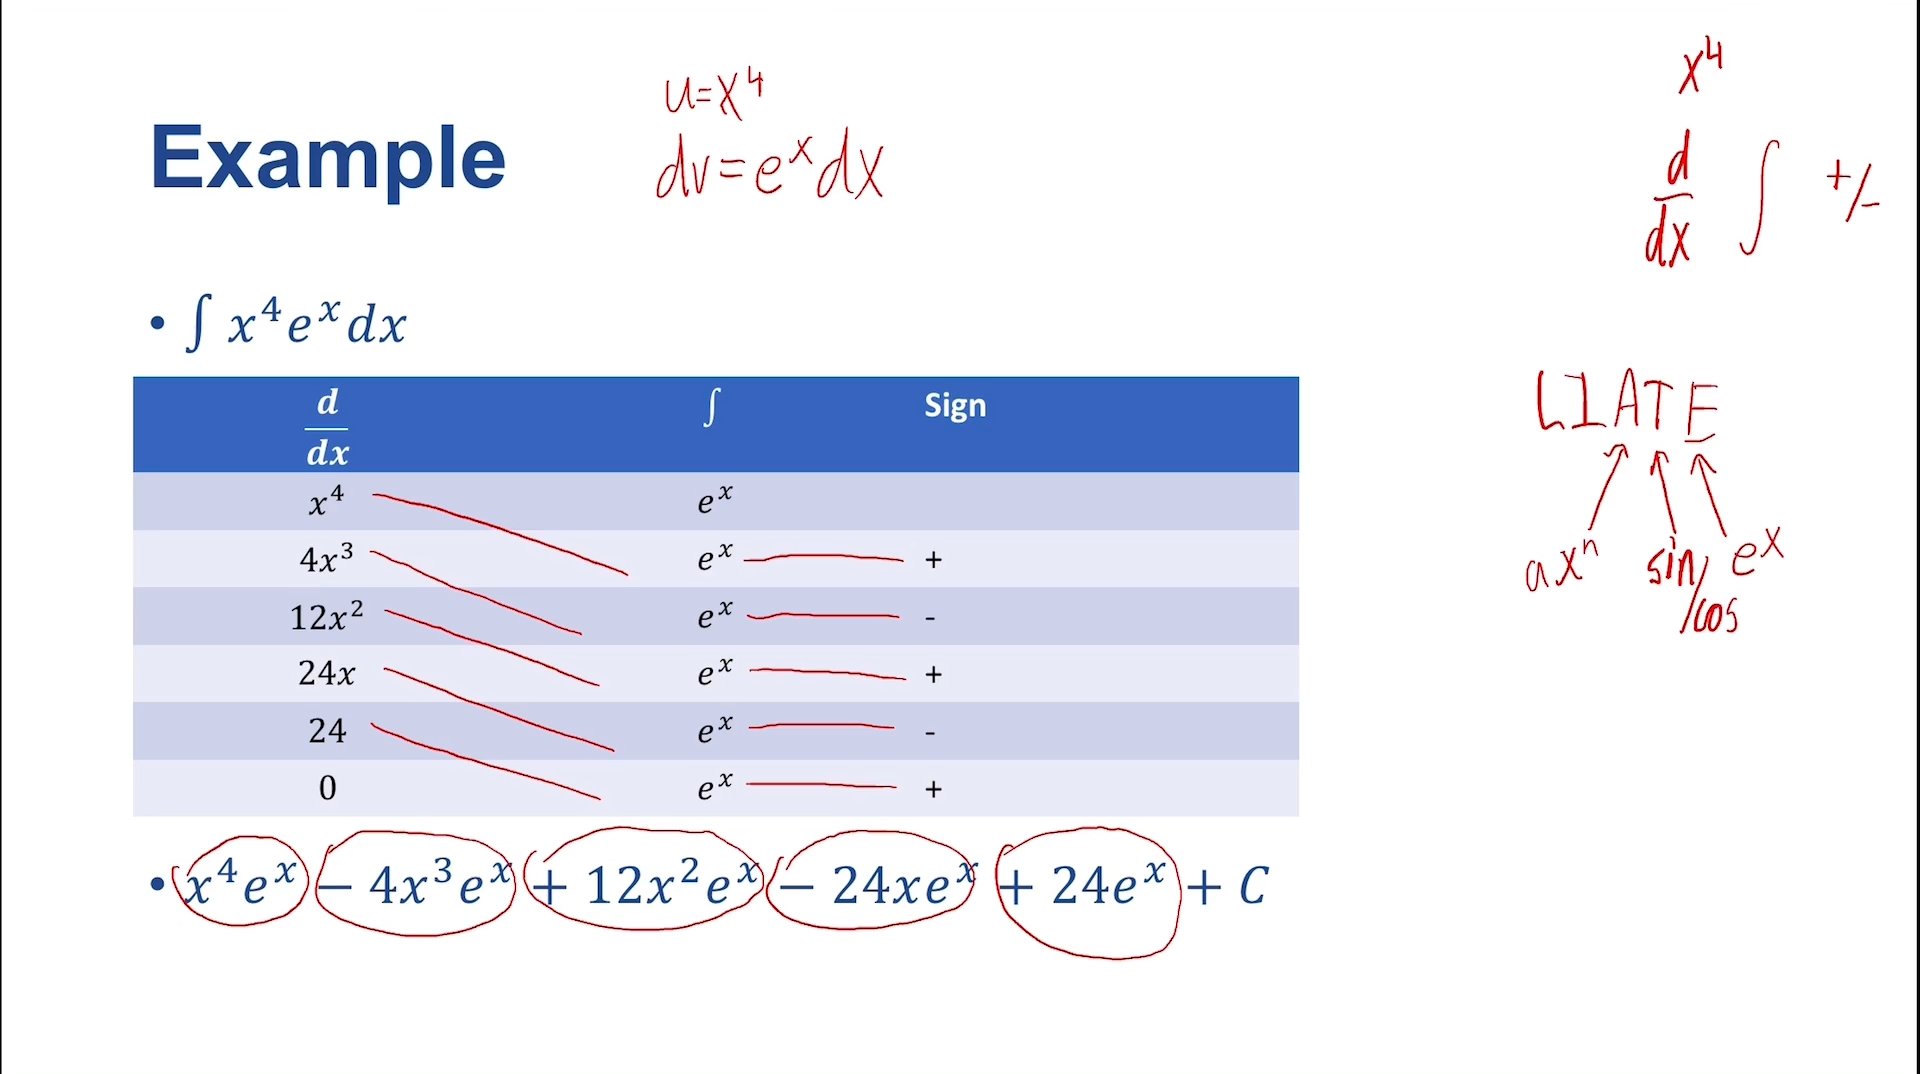 Example
u=x⁴
dv=eˣdx
• ∫ x⁴eˣdx
d/dx ∫ Sign
x⁴ eˣ
4x³ eˣ +
12x² eˣ -
24x eˣ +
24 eˣ -
0 eˣ +
• x⁴eˣ − 4x³eˣ + 12x²eˣ − 24xeˣ + 24eˣ + C
x⁴
d/dx ∫ +/-
LIATE
axⁿ sin/cos eˣ